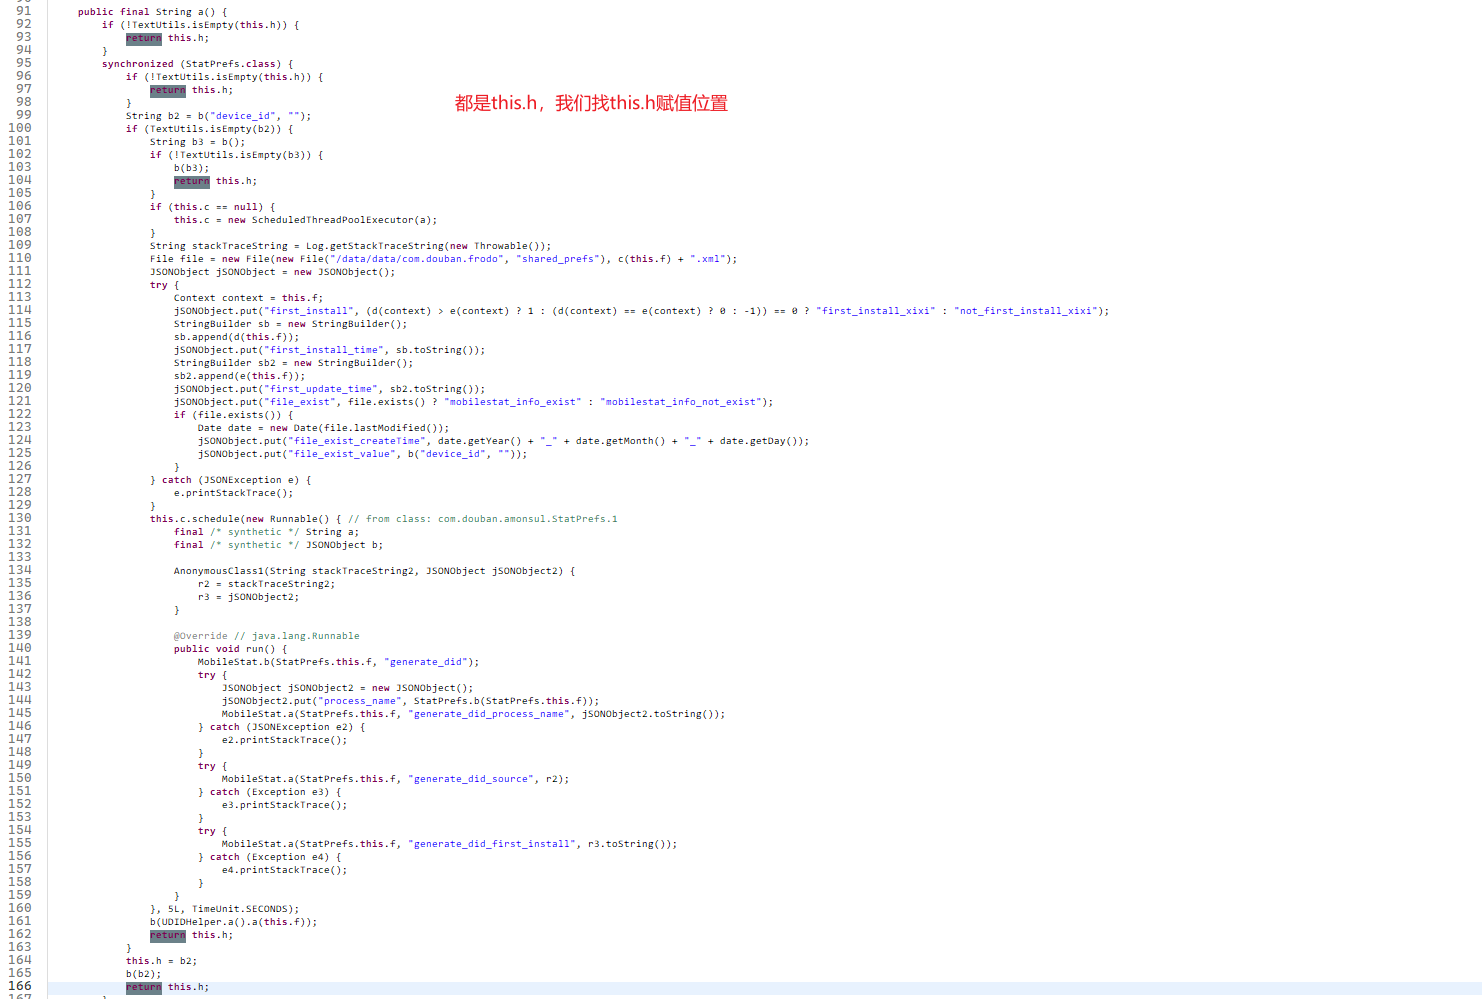 91 public final String a() {
92 if (!TextUtils.isEmpty(this.h)) {
93 return this.h;
94 }
95 synchronized (StatPrefs.class) {
96 if (!TextUtils.isEmpty(this.h)) {
97 return this.h;
98 }
都是this.h，我们找this.h赋值位置
99 String b2 = b("device_id", "");
100 if (TextUtils.isEmpty(b2)) {
101 String b3 = b();
102 if (!TextUtils.isEmpty(b3)) {
103 b(b3);
104 return this.h;
105 }
106 if (this.c == null) {
107 this.c = new ScheduledThreadPoolExecutor(a);
108 }
109 String stackTraceString = Log.getStackTraceString(new Throwable());
110 File file = new File(new File("/data/data/com.douban.frodo", "shared_prefs"), c(this.f) + ".xml");
111 JSONObject jSONObject = new JSONObject();
112 try {
113 Context context = this.f;
114 jSONObject.put("first_install", (d(context) > e(context) ? 1 : (d(context) == e(context) ? 0 : -1)) == 0 ? "first_install_xixi" : "not_first_install_xixi");
115 StringBuilder sb = new StringBuilder();
116 sb.append(d(this.f));
117 jSONObject.put("first_install_time", sb.toString());
118 StringBuilder sb2 = new StringBuilder();
119 sb2.append(e(this.f));
120 jSONObject.put("first_update_time", sb2.toString());
121 jSONObject.put("file_exist", file.exists() ? "mobilestat_info_exist" : "mobilestat_info_not_exist");
122 if (file.exists()) {
123 Date date = new Date(file.lastModified());
124 jSONObject.put("file_exist_createTime", date.getYear() + "_" + date.getMonth() + "_" + date.getDay());
125 jSONObject.put("file_exist_value", b("device_id", ""));
126 }
127 } catch (JSONException e) {
128 e.printStackTrace();
129 }
130 this.c.schedule(new Runnable() { // from class: com.douban.amonsul.StatPrefs.1
131 final /* synthetic */ String a;
132 final /* synthetic */ JSONObject b;
133
134 AnonymousClass1(String stackTraceString2, JSONObject jSONObject2) {
135 r2 = stackTraceString2;
136 r3 = jSONObject2;
137 }
138
139 @Override // java.lang.Runnable
140 public void run() {
141 MobileStat.b(StatPrefs.this.f, "generate_did");
142 try {
143 JSONObject jSONObject2 = new JSONObject();
144 jSONObject2.put("process_name", StatPrefs.b(StatPrefs.this.f));
145 MobileStat.a(StatPrefs.this.f, "generate_did_process_name", jSONObject2.toString());
146 } catch (JSONException e2) {
147 e2.printStackTrace();
148 }
149 try {
150 MobileStat.a(StatPrefs.this.f, "generate_did_source", r2);
151 } catch (Exception e3) {
152 e3.printStackTrace();
153 }
154 try {
155 MobileStat.a(StatPrefs.this.f, "generate_did_first_install", r3.toString());
156 } catch (Exception e4) {
157 e4.printStackTrace();
158 }
159 }
160 }, 5L, TimeUnit.SECONDS);
161 b(UDIDHelper.a().a(this.f));
162 return this.h;
163 }
164 this.h = b2;
165 b(b2);
166 return this.h;
167 }